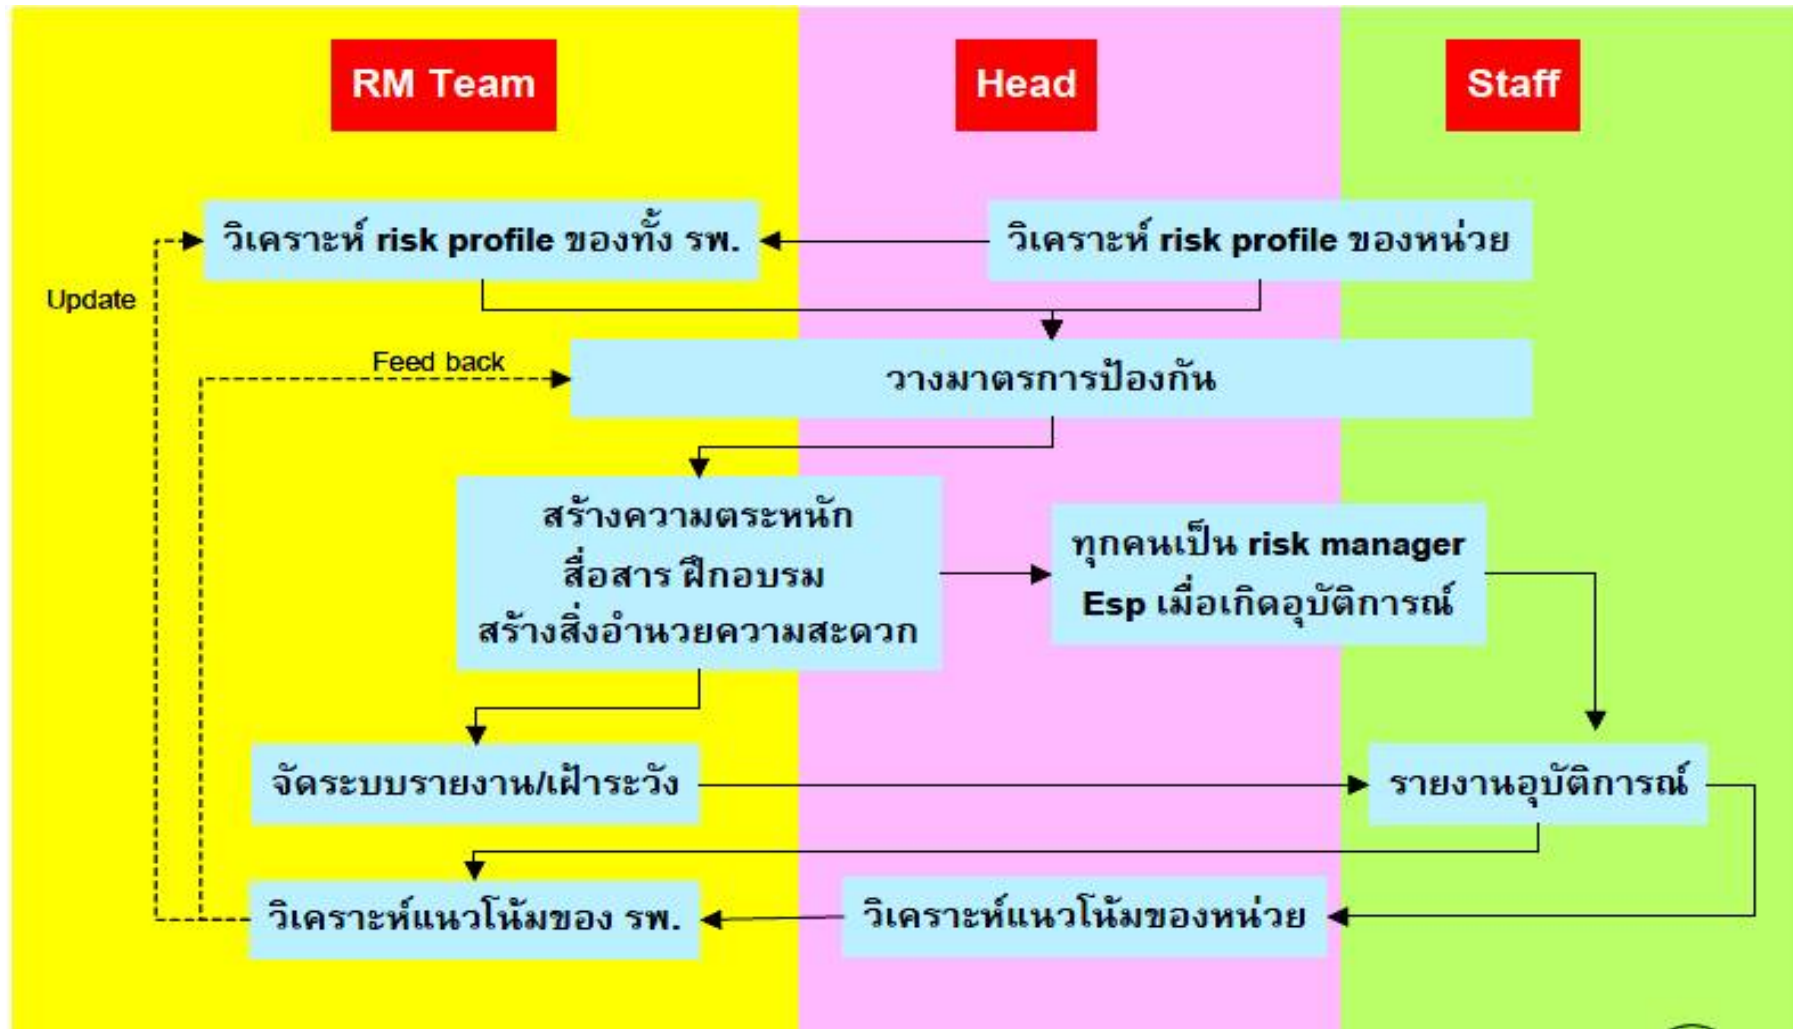 RM Team
Head
Staff
วิเคราะห์ risk profile ของทั้ง รพ.
วิเคราะห์ risk profile ของหน่วย
Update
Feed back
วางมาตรการป้องกัน
สร้างความตระหนัก
สื่อสาร ฝึกอบรม
สร้างสิ่งอำนวยความสะดวก
ทุกคนเป็น risk manager
Esp เมื่อเกิดอุบัติการณ์
จัดระบบรายงาน/เฝ้าระวัง
รายงานอุบัติการณ์
วิเคราะห์แนวโน้มของ รพ.
วิเคราะห์แนวโน้มของหน่วย